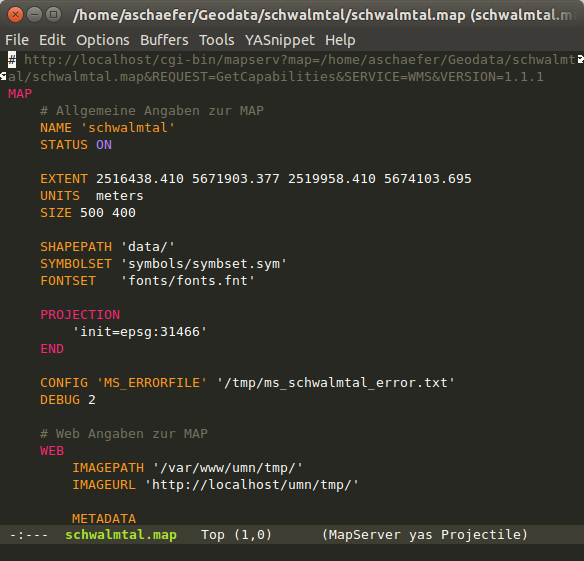 /home/aschaefer/Geodata/schwalmtal/schwalmtal.map (schwalmtal.m
File Edit Options Buffers Tools YASnippet Help
# http://localhost/cgi-bin/mapserv?map=/home/aschaefer/Geodata/schwalmt
al/schwalmtal.map&REQUEST=GetCapabilities&SERVICE=WMS&VERSION=1.1.1
MAP
# Allgemeine Angaben zur MAP
NAME 'schwalmtal'
STATUS ON
EXTENT 2516438.410 5671903.377 2519958.410 5674103.695
UNITS meters
SIZE 500 400
SHAPEPATH 'data/'
SYMBOLSET 'symbols/symbset.sym'
FONTSET 'fonts/fonts.fnt'
PROJECTION
'init=epsg:31466'
END
CONFIG 'MS_ERRORFILE' '/tmp/ms_schwalmtal_error.txt'
DEBUG 2
# Web Angaben zur MAP
WEB
IMAGEPATH '/var/www/umn/tmp/'
IMAGEURL 'http://localhost/umn/tmp/'
METADATA
-:--- schwalmtal.map Top (1,0) (MapServer yas Projectile)